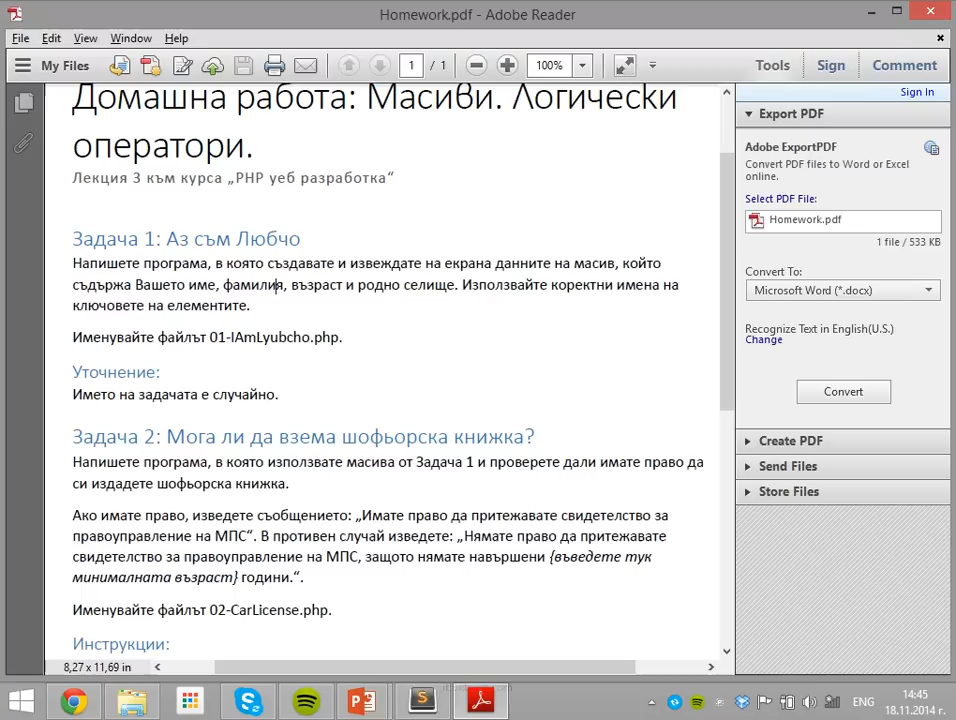 Homework.pdf - Adobe Reader
File Edit View Window Help
My Files 1 / 1 100% Tools Sign Comment
Sign In
Домашна работа: Масиви. Логически
оператори.
Лекция 3 към курса „PHP уеб разработка“
Задача 1: Аз съм Любчо
Напишете програма, в която създавате и извеждате на екрана данните на масив, който
съдържа Вашето име, фамилия, възраст и родно селище. Използвайте коректни имена на
ключовете на елементите.
Именувайте файлът 01-IAmLyubcho.php.
Уточнение:
Името на задачата е случайно.
Задача 2: Мога ли да взема шофьорска книжка?
Напишете програма, в която използвате масива от Задача 1 и проверете дали имате право да
си издадете шофьорска книжка.
Ако имате право, изведете съобщението: „Имате право да притежавате свидетелство за
правоуправление на МПС“. В противен случай изведете: „Нямате право да притежавате
свидетелство за правоуправление на МПС, защото нямате навършени {въведете тук
минималната възраст} години.“.
Именувайте файлът 02-CarLicense.php.
Инструкции:
8,27 x 11,69 in
Export PDF
Adobe ExportPDF
Convert PDF files to Word or Excel
online.
Select PDF File:
Homework.pdf
1 file / 533 KB
Convert To:
Microsoft Word (*.docx)
Recognize Text in English(U.S.)
Change
Convert
Create PDF
Send Files
Store Files
ENG
14:45
18.11.2014 г.